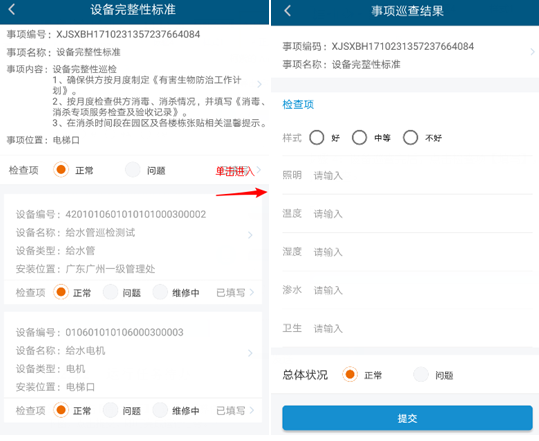 设备完整性标准
事项编号：XJSXBH1710231357237664084
事项名称：设备完整性标准
事项内容：设备完整性巡检
1、确保供方按月度制定《有害生物防治工作计
划》。
2、按月度检查供方消毒、消杀情况，并填写《消毒、
消杀专项服务检查及验收记录》。
3、在消杀时间段在园区及各楼栋张贴相关温馨提示。
事项位置：电梯口
检查项 正常 问题
单击进入
设备编号：4201010601010101000300002
设备名称：给水管巡检测试
设备类型：给水管
安装位置：广东广州一级管理处
检查项 正常 问题 维修中 已填写
设备编号：010601010106000300003
设备名称：给水电机
设备类型：电机
安装位置：电梯口
检查项 正常 问题 维修中 已填写
事项巡查结果
事项编码：XJSXBH1710231357237664084
事项名称：设备完整性标准
检查项
样式 好 中等 不好
照明 请输入
温度 请输入
湿度 请输入
渗水 请输入
卫生 请输入
总体状况 正常 问题
提交